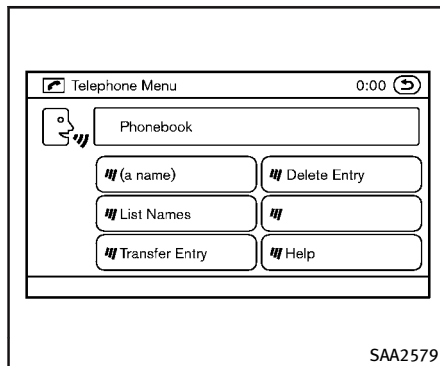 Telephone Menu 0:00
Phonebook
(a name) Delete Entry
List Names
Transfer Entry Help
SAA2579